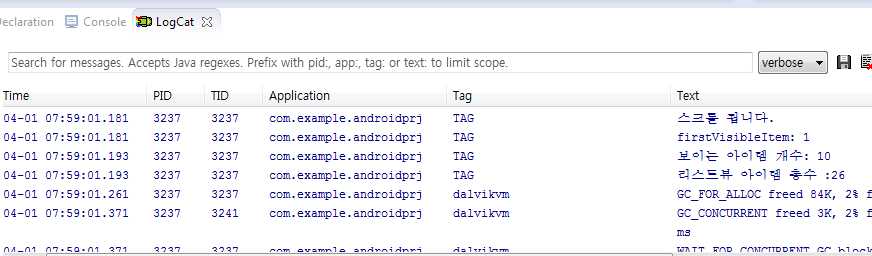 Declaration Console LogCat
Search for messages. Accepts Java regexes. Prefix with pid:, app:, tag: or text: to limit scope. verbose
Time PID TID Application Tag Text
04-01 07:59:01.181 3237 3237 com.example.androidprj TAG 스크롤 됩니다.
04-01 07:59:01.181 3237 3237 com.example.androidprj TAG firstVisibleItem: 1
04-01 07:59:01.193 3237 3237 com.example.androidprj TAG 보이는 아이템 개수: 10
04-01 07:59:01.193 3237 3237 com.example.androidprj TAG 리스트뷰 아이템 총수 :26
04-01 07:59:01.261 3237 3237 com.example.androidprj dalvikvm GC_FOR_ALLOC freed 84K, 2% f
04-01 07:59:01.371 3237 3241 com.example.androidprj dalvikvm GC_CONCURRENT freed 3K, 2% f
ms
04-01 07:59:01.371 3237 3237 com.example.androidprj dalvikvm WAIT_FOR_CONCURRENT_GC block